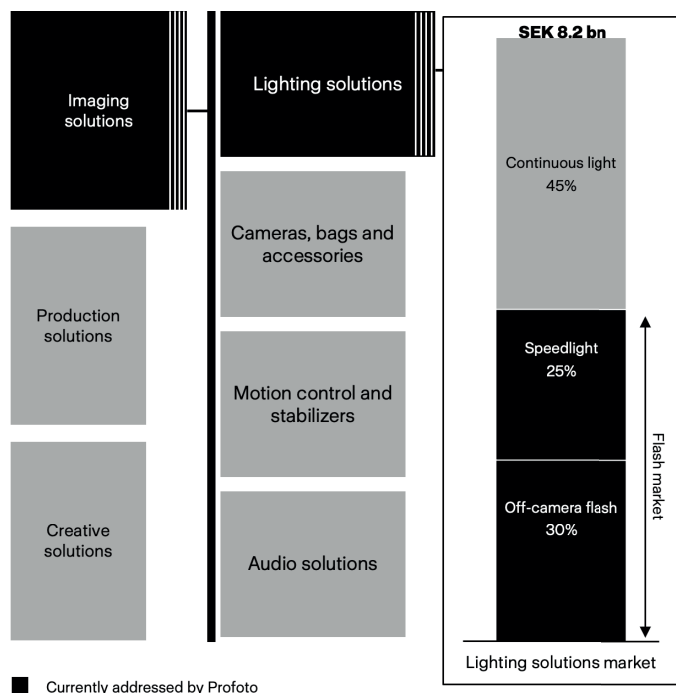 Imaging
solutions
Production
solutions
Creative
solutions
Lighting solutions
Cameras, bags and
accessories
Motion control and
stabilizers
Audio solutions
SEK 8.2 bn
Continuous light
45%
Speedlight
25%
Off-camera flash
30%
Flash market
Lighting solutions market
Currently addressed by Profoto